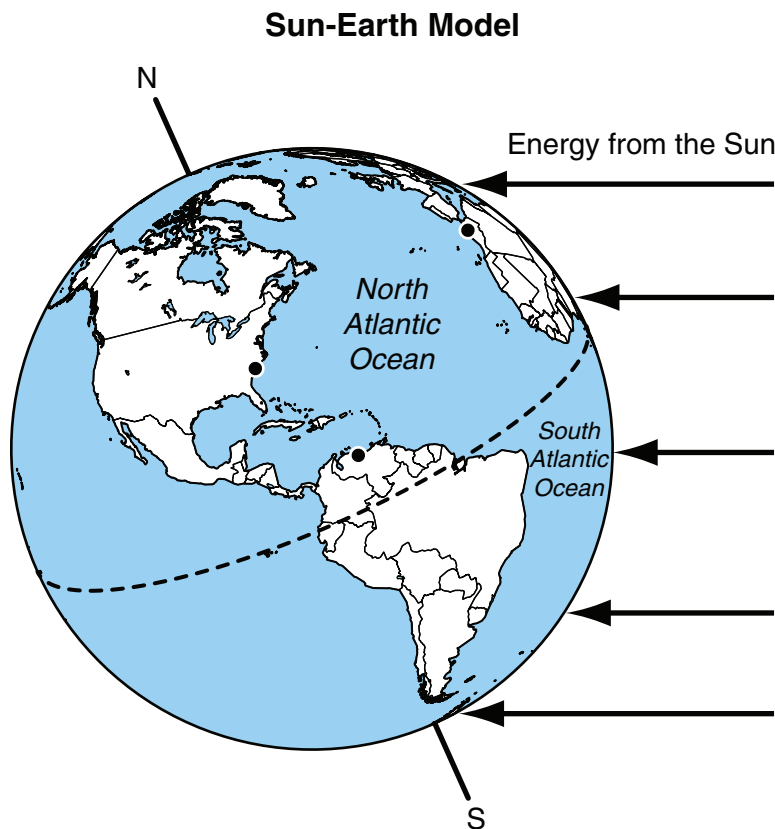 Sun-Earth Model
N
Energy from the Sun
North
Atlantic
Ocean
South
Atlantic
Ocean
S